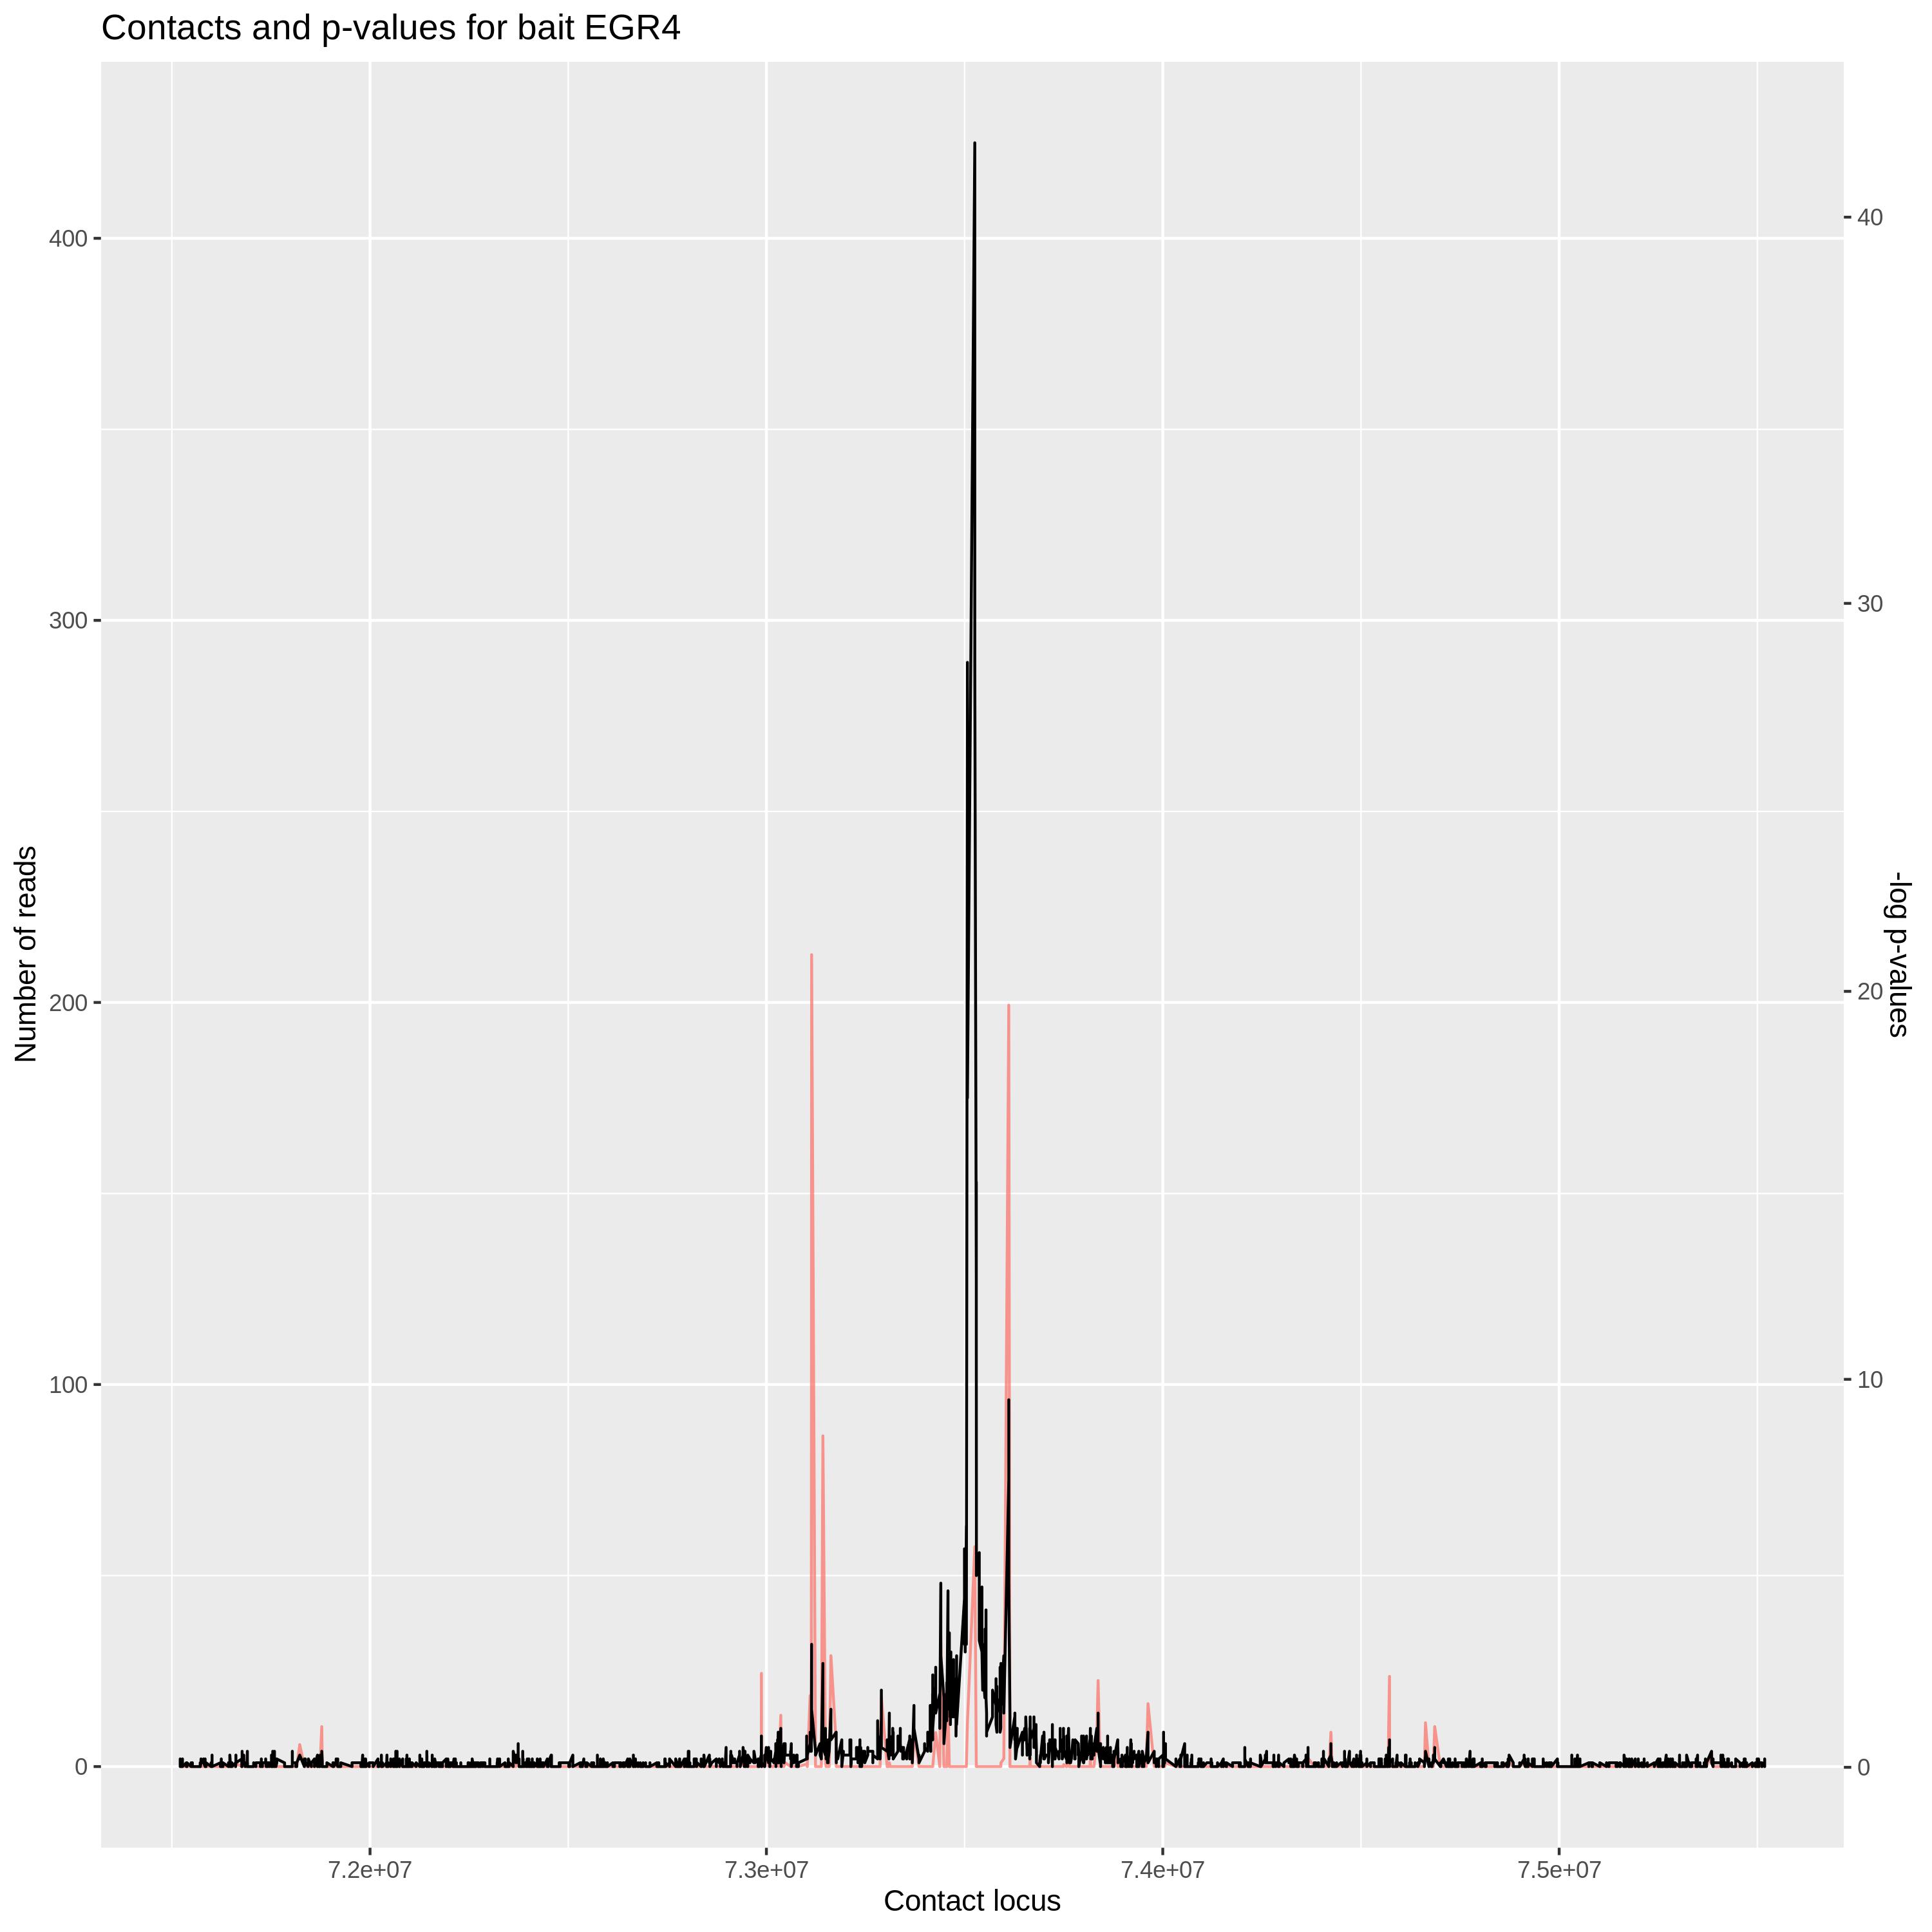 Contacts and p-values for bait EGR4
400
300
200
100
0
Number of reads
40
30
20
10
0
-log p-values
7.2e+07
7.3e+07
7.4e+07
7.5e+07
Contact locus